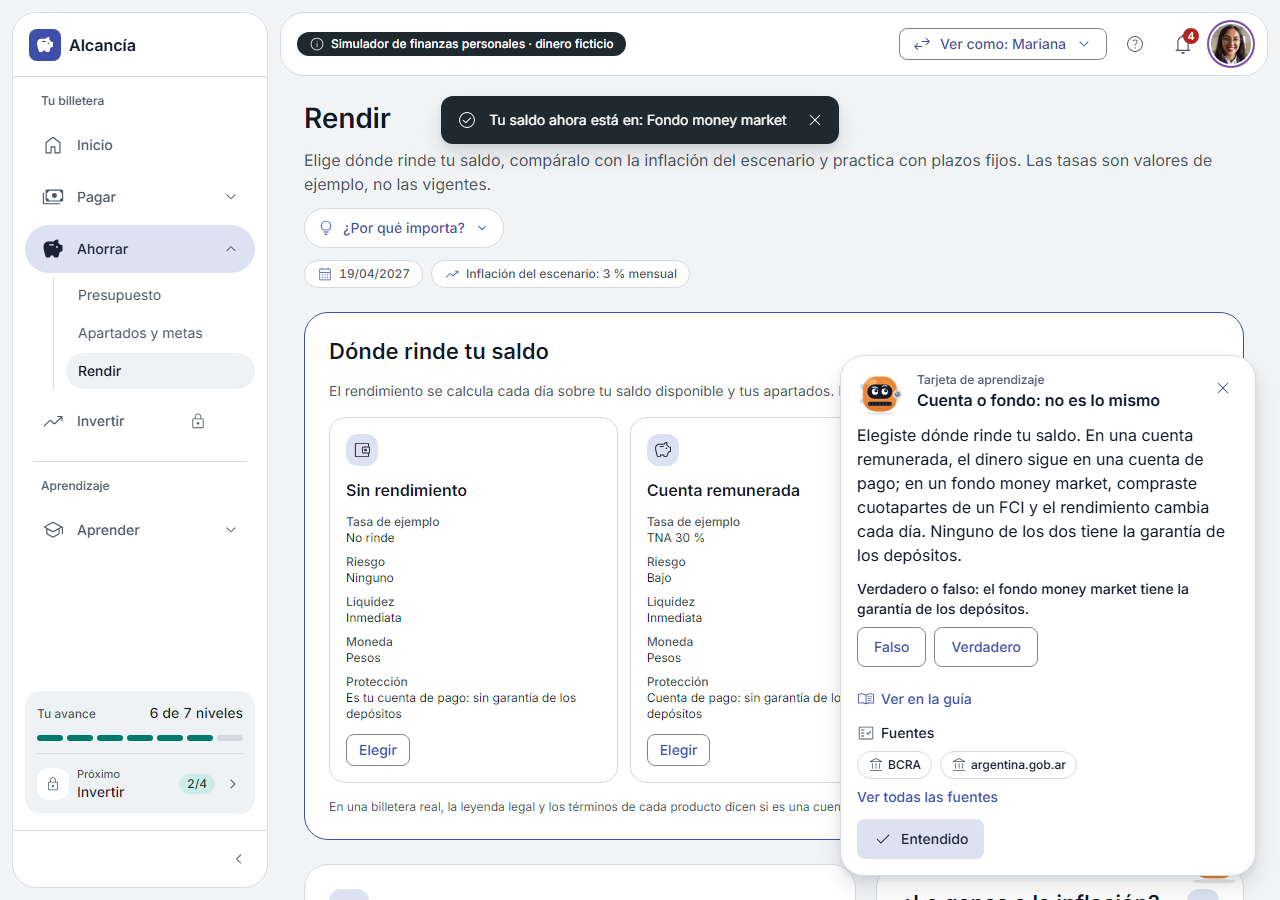 Alcancía
Simulador de finanzas personales · dinero ficticio
Ver como: Mariana
4
Tu billetera
Inicio
Pagar
Ahorrar
Presupuesto
Apartados y metas
Rendir
Invertir
Aprendizaje
Aprender
Tu avance
6 de 7 niveles
Próximo
Invertir
2/4
Rendir
Tu saldo ahora está en: Fondo money market
Elige dónde rinde tu saldo, compáralo con la inflación del escenario y practica con plazos fijos. Las tasas son valores de
ejemplo, no las vigentes.
¿Por qué importa?
19/04/2027
Inflación del escenario: 3 % mensual
Dónde rinde tu saldo
El rendimiento se calcula cada día sobre tu saldo disponible y tus apartados.
Sin rendimiento
Tasa de ejemplo
No rinde
Riesgo
Ninguno
Liquidez
Inmediata
Moneda
Pesos
Protección
Es tu cuenta de pago: sin garantía de los
depósitos
Elegir
Cuenta remunerada
Tasa de ejemplo
TNA 30 %
Riesgo
Bajo
Liquidez
Inmediata
Moneda
Pesos
Protección
Cuenta de pago: sin garantía de
depósitos
Elegir
En una billetera real, la leyenda legal y los términos de cada producto dicen si es una
Tarjeta de aprendizaje
Cuenta o fondo: no es lo mismo
Elegiste dónde rinde tu saldo. En una cuenta
remunerada, el dinero sigue en una cuenta de
pago; en un fondo money market, compraste
cuotapartes de un FCI y el rendimiento cambia
cada día. Ninguno de los dos tiene la garantía de
los depósitos.
Verdadero o falso: el fondo money market tiene la
garantía de los depósitos.
Falso
Verdadero
Ver en la guía
Fuentes
BCRA
argentina.gob.ar
Ver todas las fuentes
Entendido
¿Le ganas a la inflación?